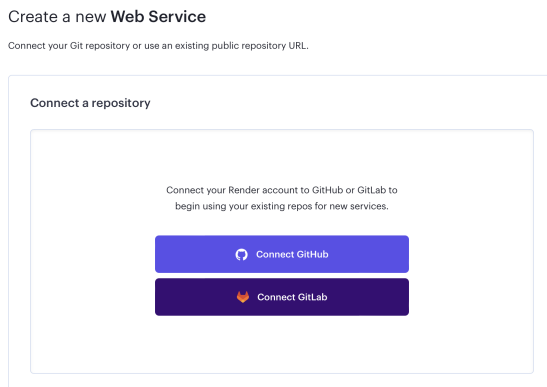 Create a new Web Service
Connect your Git repository or use an existing public repository URL.
Connect a repository
Connect your Render account to GitHub or GitLab to
begin using your existing repos for new services.
Connect GitHub
Connect GitLab